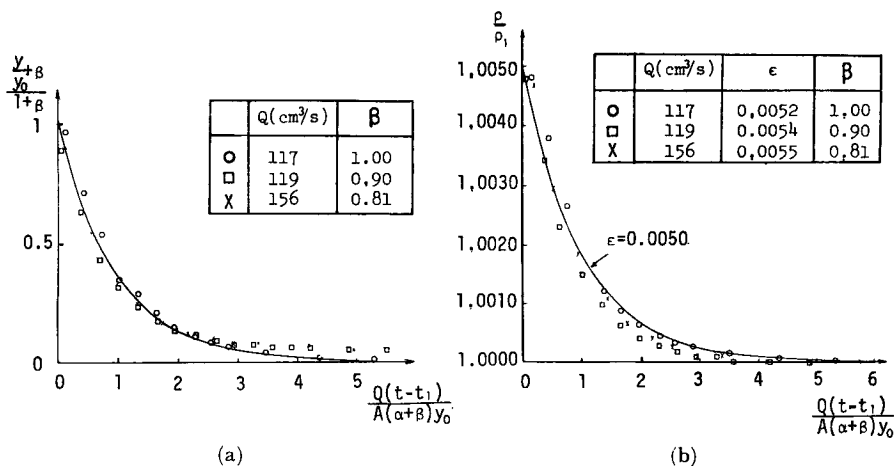 y/y₀ + β
1 + β
Q(cm³/s) β
O 117 1.00
□ 119 0.90
X 156 0.81
1
0.5
0
0 1 2 3 4 5
Q(t-t₁)
A(α+β)y₀
(a)
ρ
ρ₁
Q(cm³/s) ε β
O 117 0,0052 1.00
□ 119 0,0054 0.90
X 156 0,0055 0,81
1,0050
1,0040
1,0030
1,0020
1,0010
1.0000
ε=0.0050
0 1 2 3 4 5 6
Q(t-t₁)
A(α+β)y₀
(b)